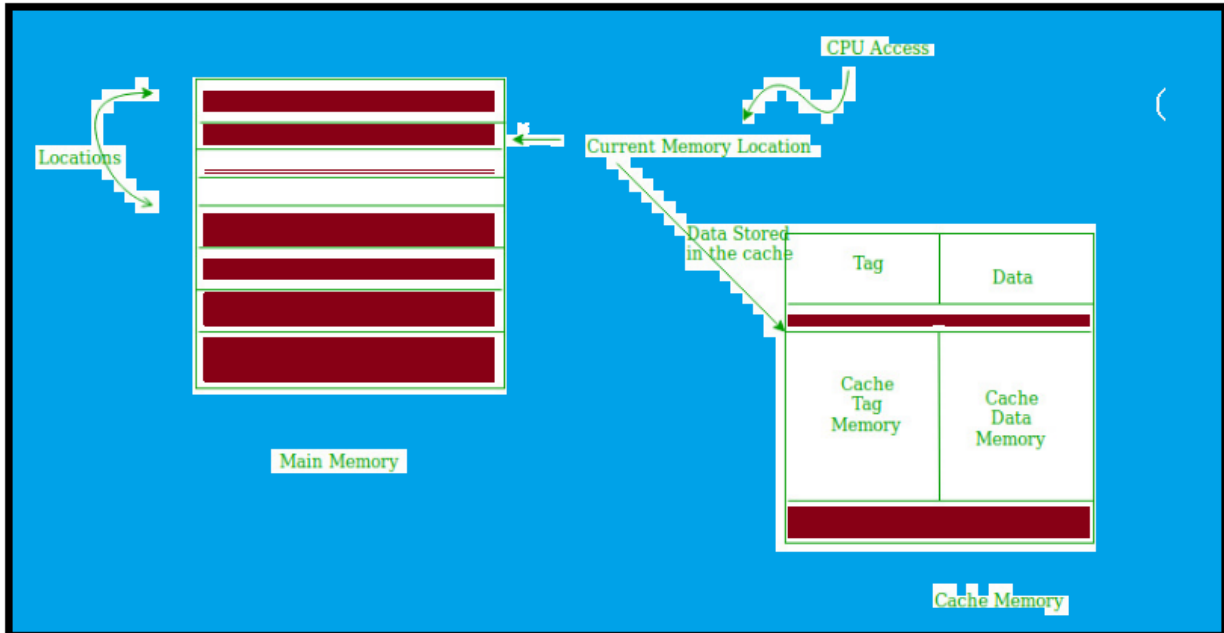 CPU Access
Locations
Current Memory Location
Data Stored
in the cache
Tag
Data
Cache
Tag
Memory
Cache
Data
Memory
Main Memory
Cache Memory